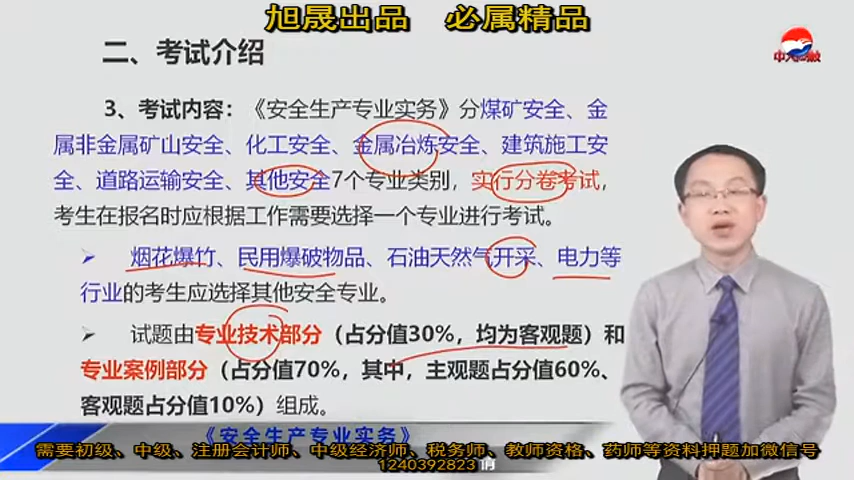 旭晟出品 必属精品
二、考试介绍
3、考试内容：《安全生产专业实务》分煤矿安全、金
属非金属矿山安全、化工安全、金属冶炼安全、建筑施工安
全、道路运输安全、其他安全7个专业类别，实行分卷考试，
考生在报名时应根据工作需要选择一个专业进行考试。
➢ 烟花爆竹、民用爆破物品、石油天然气开采、电力等
行业的考生应选择其他安全专业。
➢ 试题由专业技术部分（占分值30%，均为客观题）和
专业案例部分（占分值70%，其中，主观题占分值60%、
客观题占分值10%）组成。
《安全生产专业实务》
需要初级、中级、注册会计师、中级经济师、税务师、教师资格、药师等资料押题加微信号
1240392823